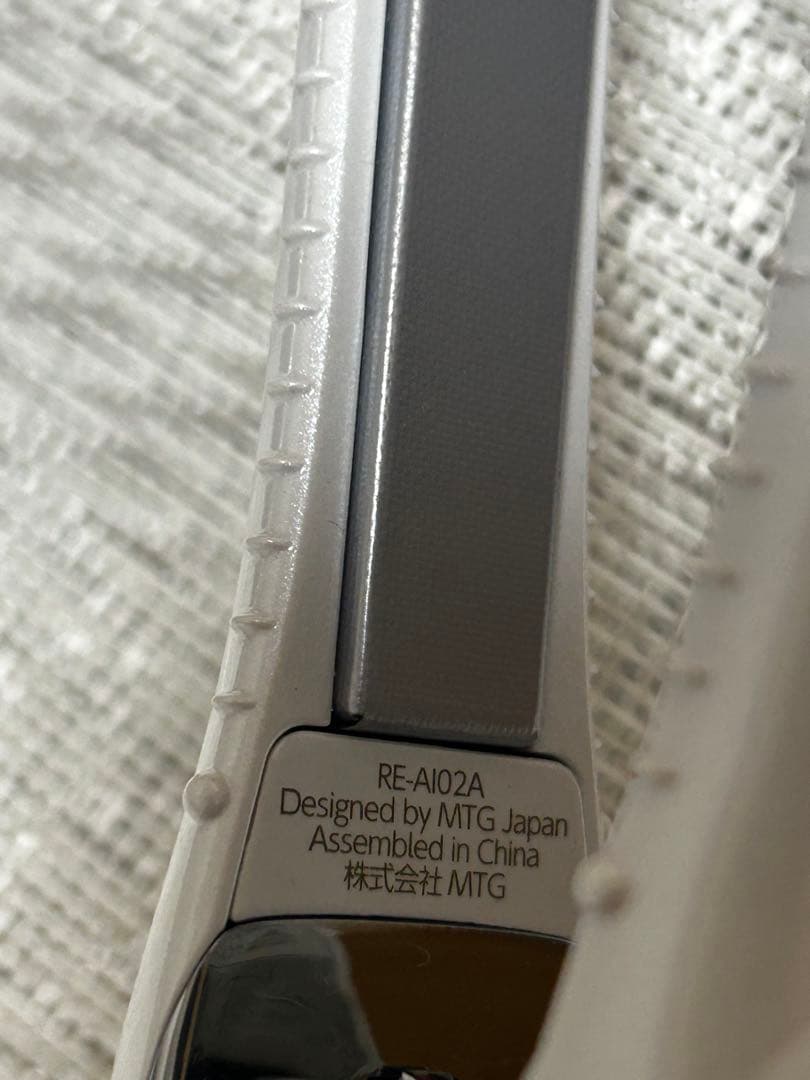 RE-AI02A
Designed by MTG Japan
Assembled in China
株式会社 MTG